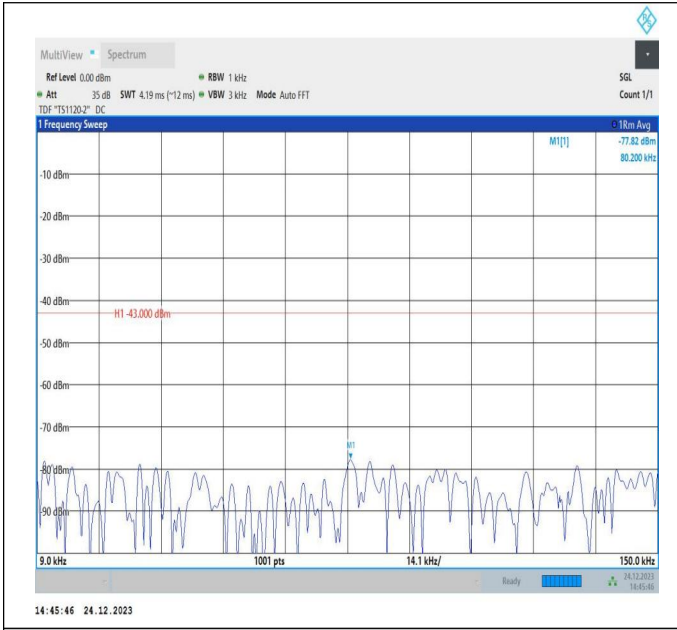 R&S
MultiView Spectrum
Ref Level 0.00 dBm RBW 1 kHz SGL
Att 35 dB SWT 4.19 ms (~12 ms) VBW 3 kHz Mode Auto FFT Count 1/1
TDF "TS1120-2" DC
1 Frequency Sweep 1Rm Avg
M1[1] -77.82 dBm
80.200 kHz
-10 dBm
-20 dBm
-30 dBm
-40 dBm
H1 -43.000 dBm
-50 dBm
-60 dBm
-70 dBm
M1
-80 dBm
-90 dBm
9.0 kHz 1001 pts 14.1 kHz/ 150.0 kHz
Ready 24.12.2023
14:45:46
14:45:46 24.12.2023